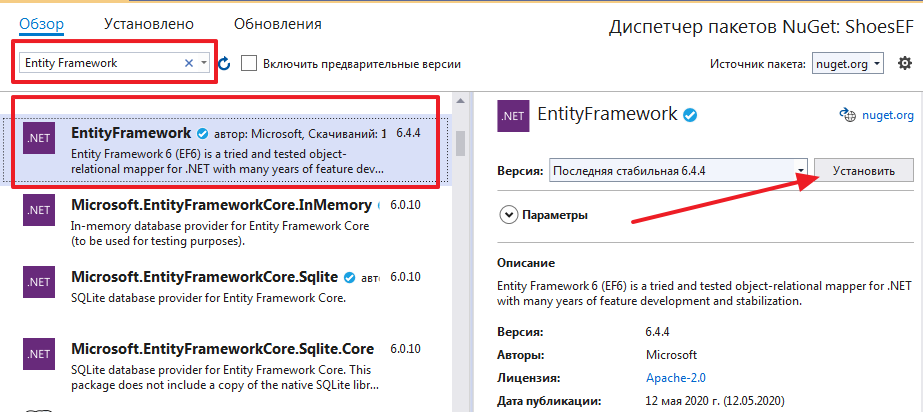 Обзор Установлено Обновления
Диспетчер пакетов NuGet: ShoesEF
Entity Framework
Включить предварительные версии
Источник пакета: nuget.org
.NET
EntityFramework автор: Microsoft, Скачиваний: 1 6.4.4
Entity Framework 6 (EF6) is a tried and tested object-
relational mapper for .NET with many years of feature dev...
.NET
Microsoft.EntityFrameworkCore.InMemory 6.0.10
In-memory database provider for Entity Framework Core
(to be used for testing purposes).
.NET
Microsoft.EntityFrameworkCore.Sqlite авто 6.0.10
SQLite database provider for Entity Framework Core.
.NET
Microsoft.EntityFrameworkCore.Sqlite.Core 6.0.10
SQLite database provider for Entity Framework Core. This
package does not include a copy of the native SQLite libr...
.NET
EntityFramework
nuget.org
Версия: Последняя стабильная 6.4.4 Установить
Параметры
Описание
Entity Framework 6 (EF6) is a tried and tested object-relational mapper for .NET
with many years of feature development and stabilization.
Версия: 6.4.4
Авторы: Microsoft
Лицензия: Apache-2.0
Дата публикации: 12 мая 2020 г. (12.05.2020)